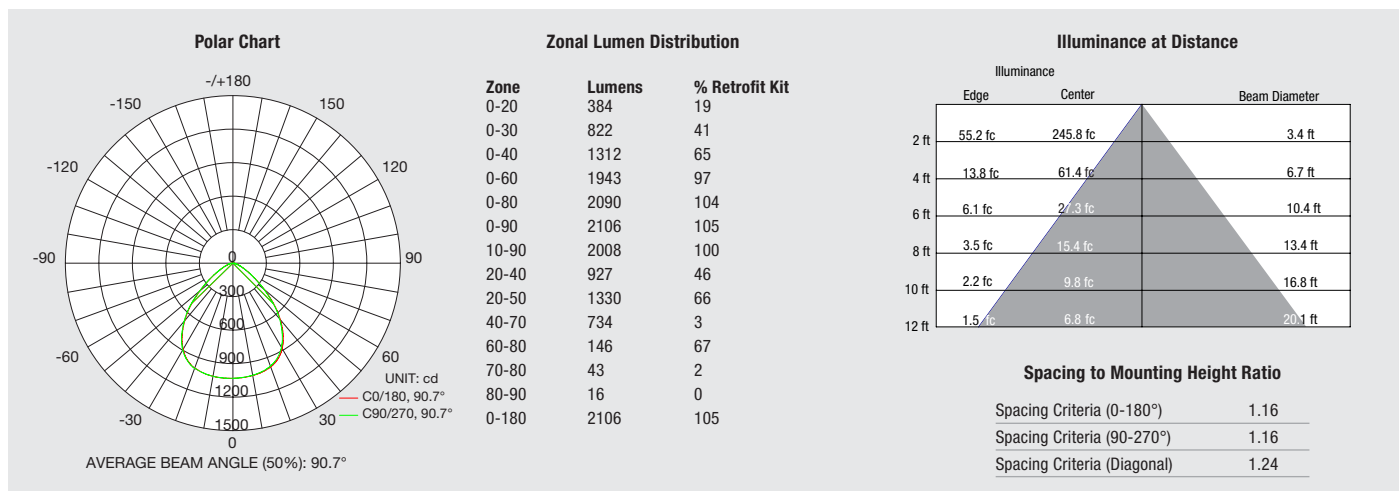 Polar Chart
-/+180
-150
150
-120
120
-90
90
-60
60
-30
30
0
0
300
600
900
1200
1500
UNIT: cd
C0/180, 90.7°
C90/270, 90.7°
AVERAGE BEAM ANGLE (50%): 90.7°
Zonal Lumen Distribution
Zone Lumens % Retrofit Kit
0-20 384 19
0-30 822 41
0-40 1312 65
0-60 1943 97
0-80 2090 104
0-90 2106 105
10-90 2008 100
20-40 927 46
20-50 1330 66
40-70 734 3
60-80 146 67
70-80 43 2
80-90 16 0
0-180 2106 105
Illuminance at Distance
Illuminance
Edge Center Beam Diameter
2 ft 55.2 fc 245.8 fc 3.4 ft
4 ft 13.8 fc 61.4 fc 6.7 ft
6 ft 6.1 fc 27.3 fc 10.4 ft
8 ft 3.5 fc 15.4 fc 13.4 ft
10 ft 2.2 fc 9.8 fc 16.8 ft
12 ft 1.5 fc 6.8 fc 20.1 ft
Spacing to Mounting Height Ratio
Spacing Criteria (0-180°) 1.16
Spacing Criteria (90-270°) 1.16
Spacing Criteria (Diagonal) 1.24